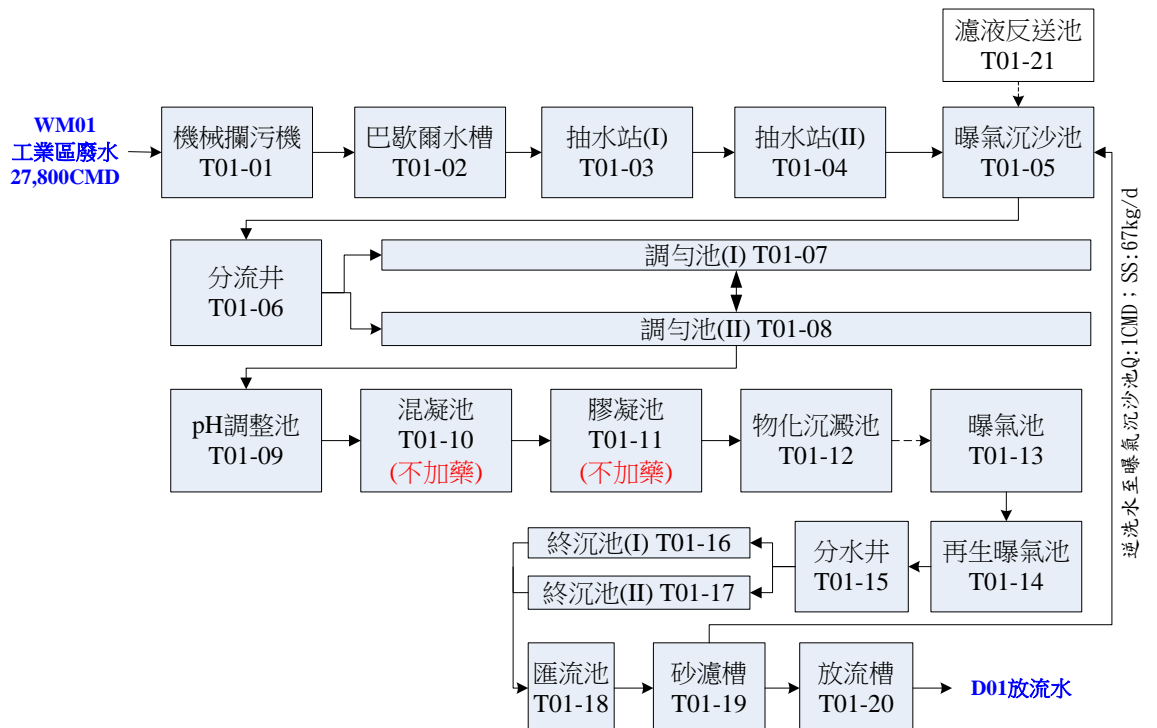 濾液反送池
T01-21
WM01
工業區廢水
27,800CMD
機械攔污機
T01-01
巴歇爾水槽
T01-02
抽水站(I)
T01-03
抽水站(II)
T01-04
曝氣沉沙池
T01-05
分流井
T01-06
調勻池(I) T01-07
調勻池(II) T01-08
逆洗水至曝氣沉沙池Q:1CMD；SS:67kg/d
pH調整池
T01-09
混凝池
T01-10
(不加藥)
膠凝池
T01-11
(不加藥)
物化沉澱池
T01-12
曝氣池
T01-13
終沉池(I) T01-16
終沉池(II) T01-17
分水井
T01-15
再生曝氣池
T01-14
匯流池
T01-18
砂濾槽
T01-19
放流槽
T01-20
D01放流水